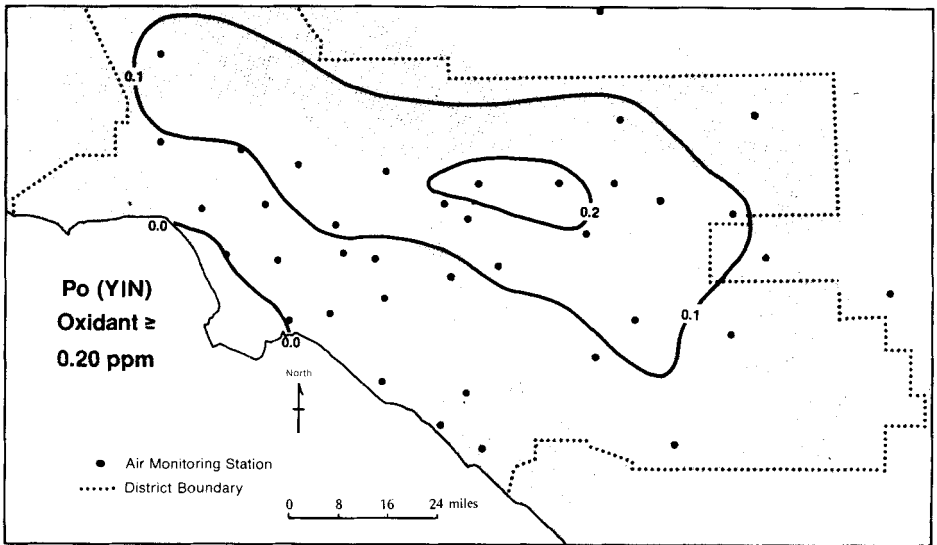 0.1
0.2
0.0
Po (Y|N)
Oxidant ≥
0.20 ppm
0.1
0.0
North
Air Monitoring Station
District Boundary
0 8 16 24 miles